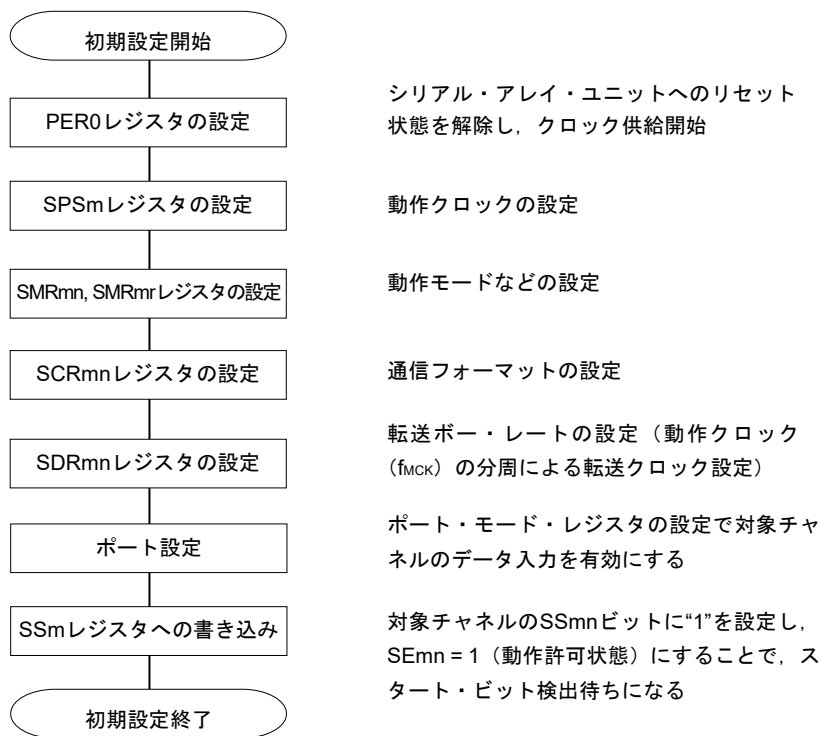 初期設定開始
PER0レジスタの設定
シリアル・アレイ・ユニットへのリセット
状態を解除し，クロック供給開始
SPSmレジスタの設定
動作クロックの設定
SMRmn, SMRmrレジスタの設定
動作モードなどの設定
SCRmnレジスタの設定
通信フォーマットの設定
SDRmnレジスタの設定
転送ボー・レートの設定（動作クロック
（fMCK）の分周による転送クロック設定）
ポート設定
ポート・モード・レジスタの設定で対象チャ
ネルのデータ入力を有効にする
SSmレジスタへの書き込み
対象チャネルのSSmnビットに“1”を設定し，
SEmn = 1（動作許可状態）にすることで，ス
タート・ビット検出待ちになる
初期設定終了